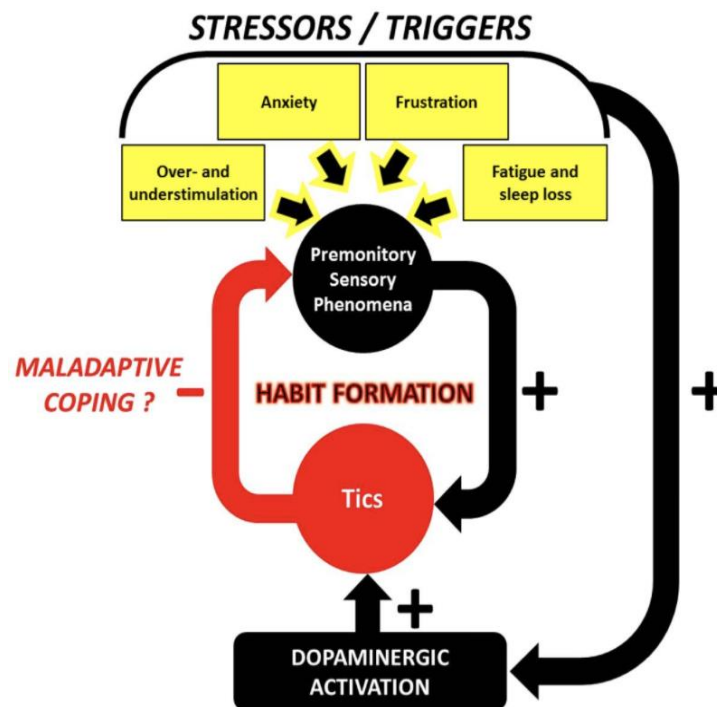 STRESSORS / TRIGGERS
Anxiety
Frustration
Over- and
understimulation
Fatigue and
sleep loss
Premonitory
Sensory
Phenomena
MALADAPTIVE
COPING ?
−
HABIT FORMATION
+
+
Tics
+
DOPAMINERGIC
ACTIVATION